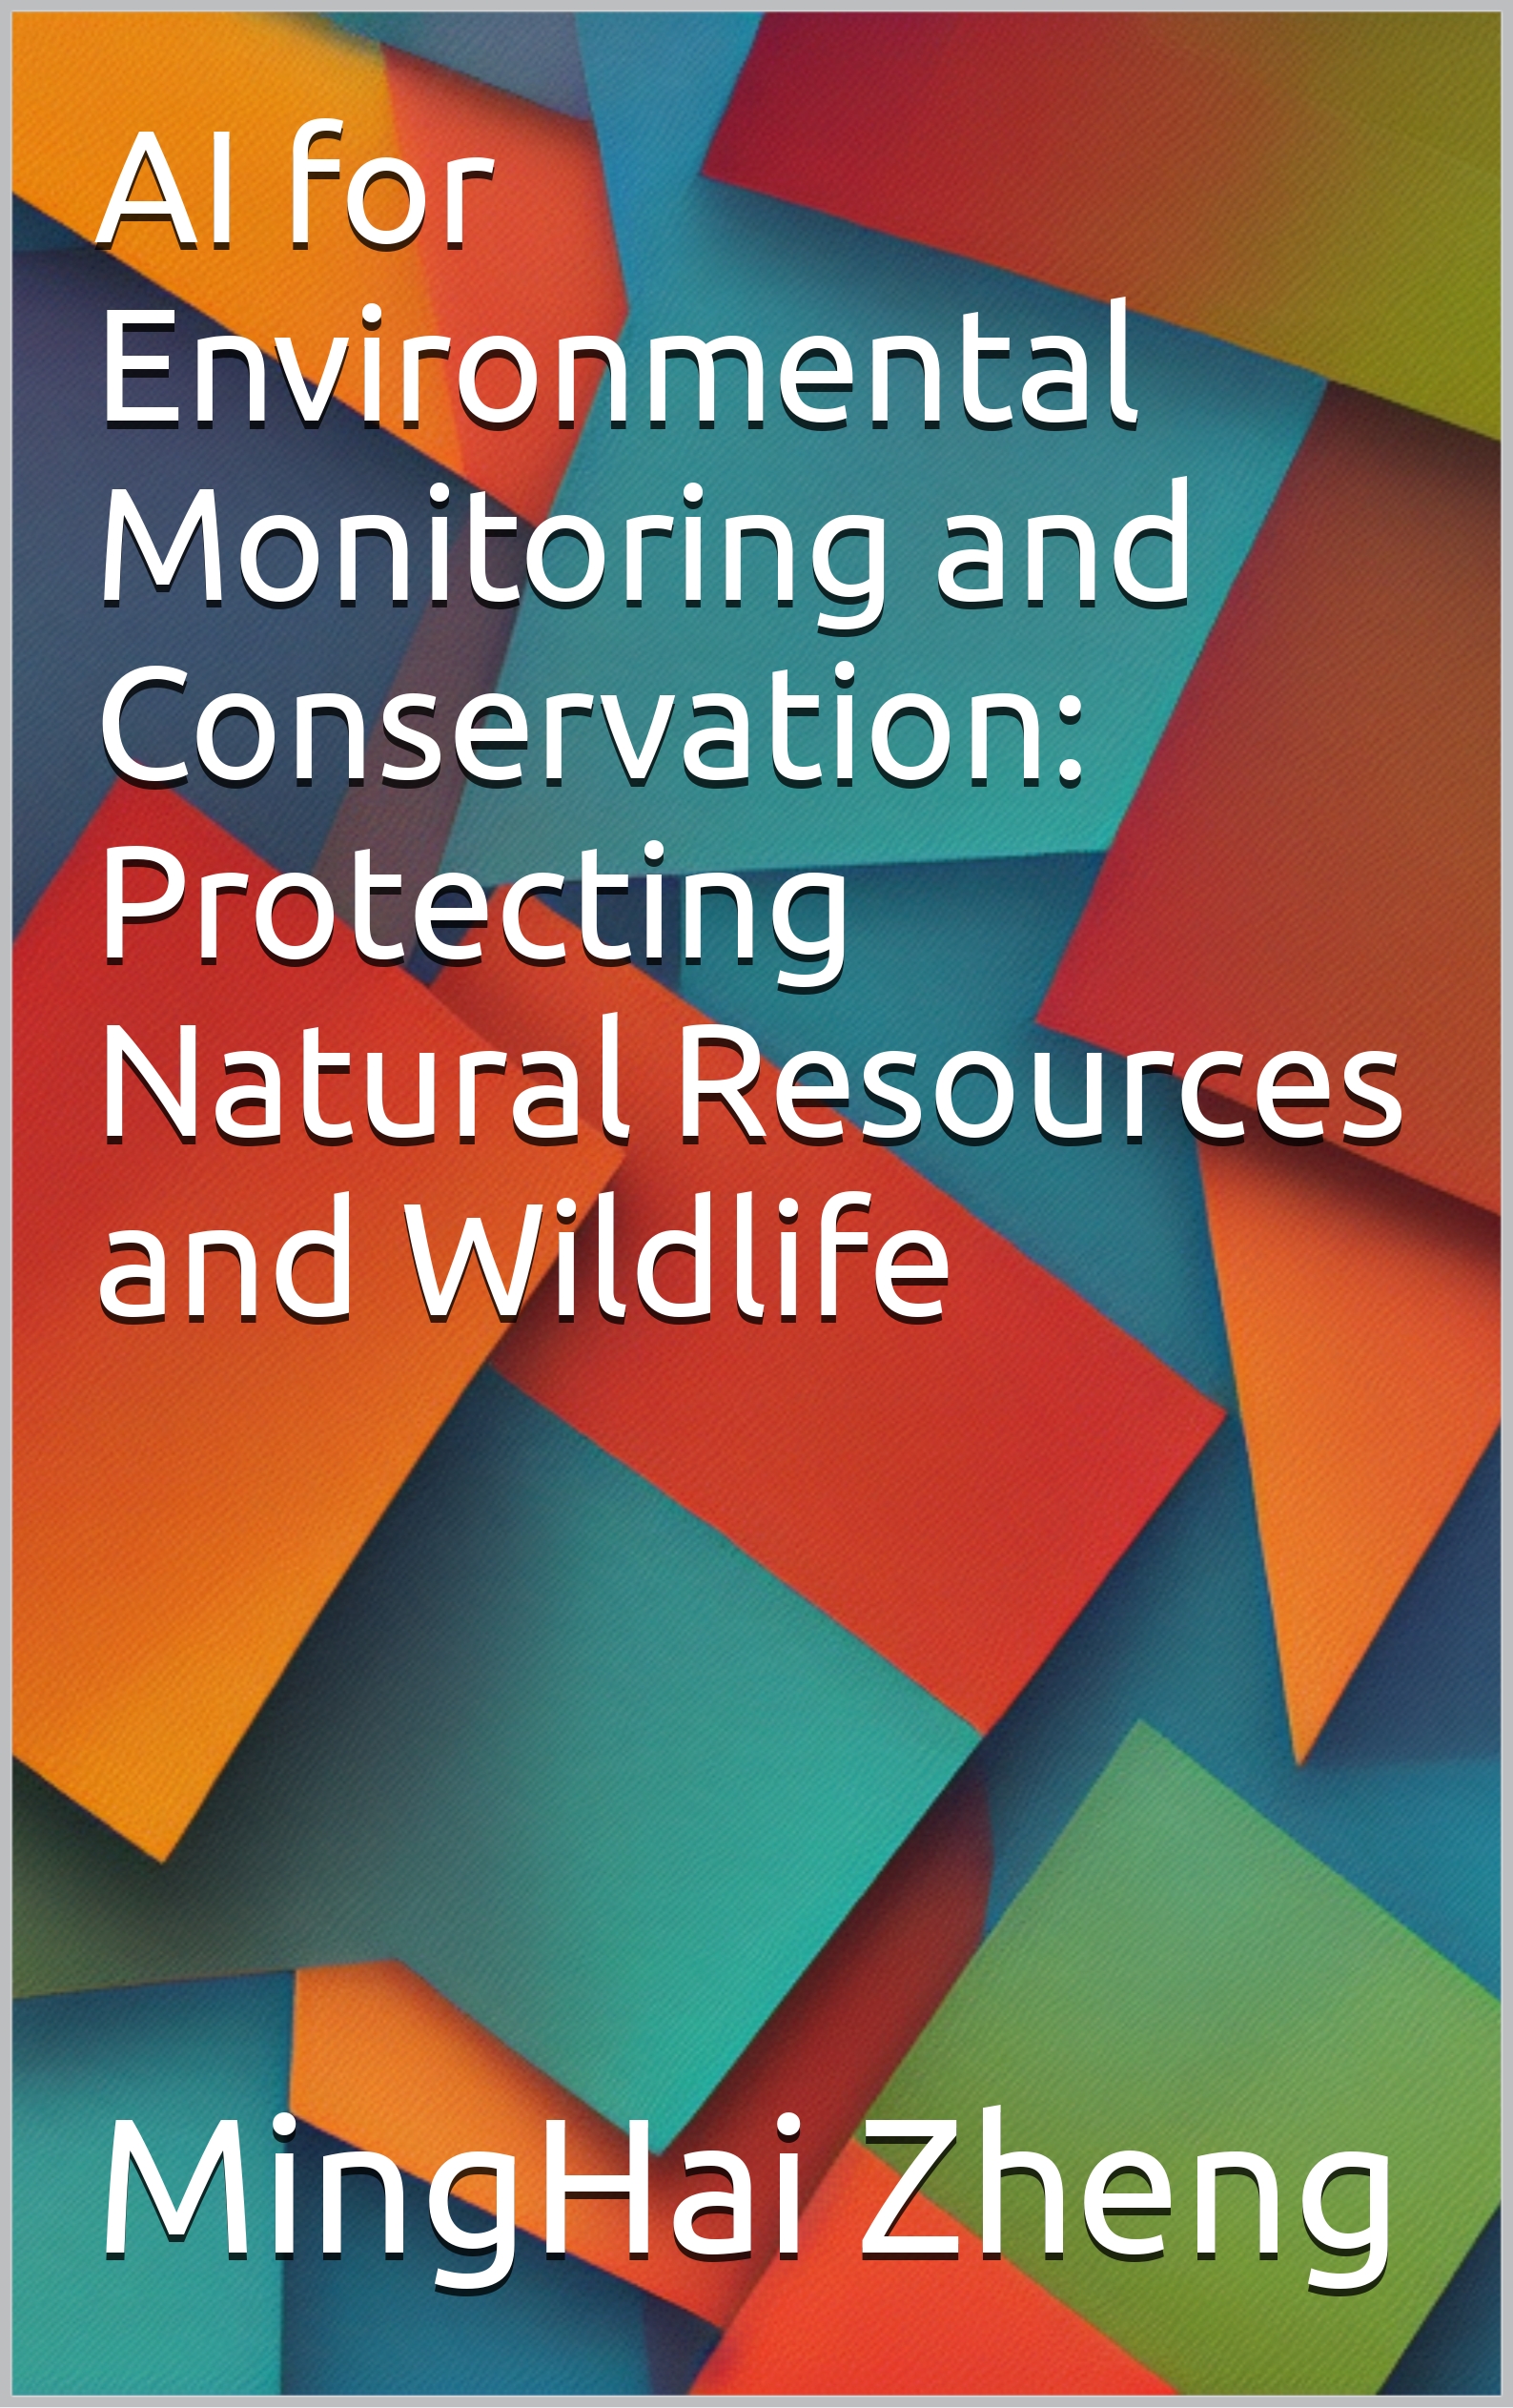 AI for
Environmental
Monitoring and
Conservation:
Protecting
Natural Resources
and Wildlife
MingHai Zheng